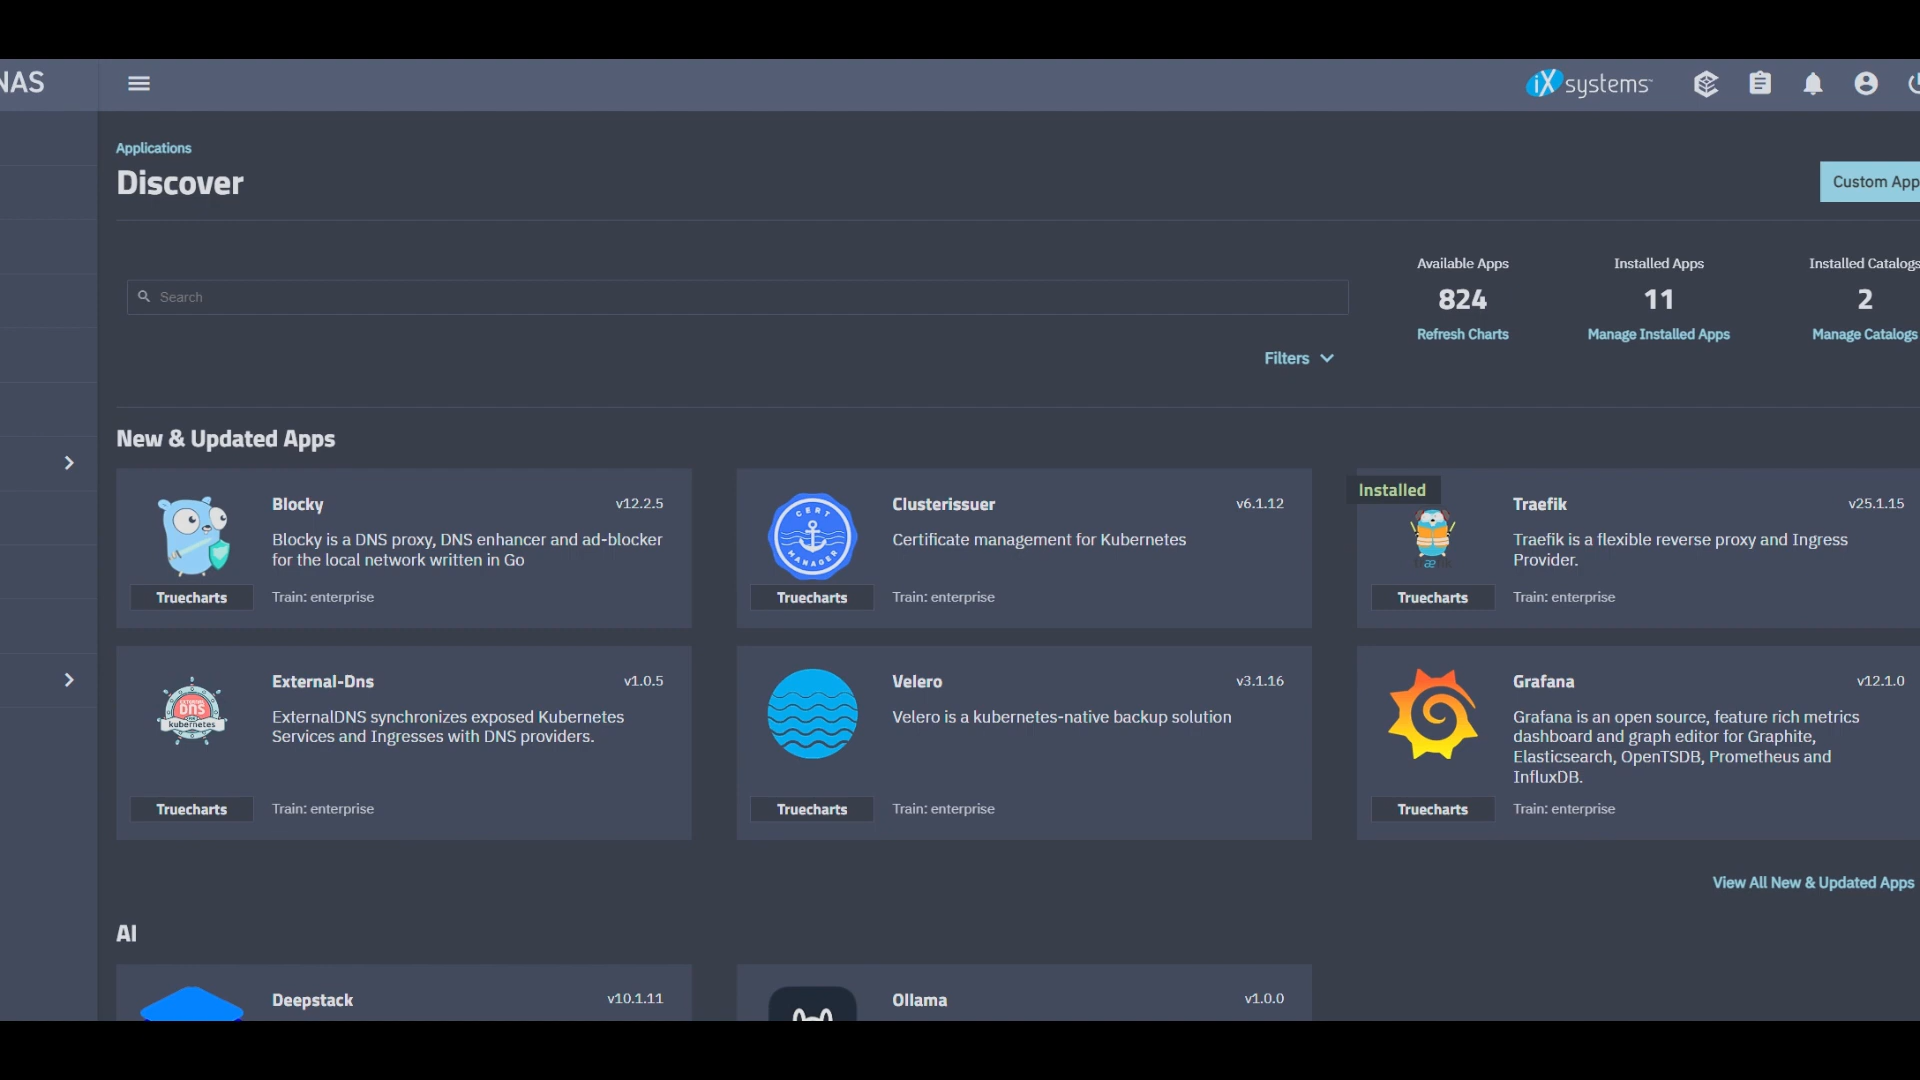 NAS
iXsystems
Applications
Discover
Custom App
Search
Available Apps
Installed Apps
Installed Catalogs
824
11
2
Refresh Charts
Manage Installed Apps
Manage Catalogs
Filters
New & Updated Apps
Blocky
v12.2.5
Blocky is a DNS proxy, DNS enhancer and ad-blocker
for the local network written in Go
Truecharts
Train: enterprise
CERT
MANAGER
Clusterissuer
v6.1.12
Certificate management for Kubernetes
Truecharts
Train: enterprise
Installed
Traefik
v25.1.15
Traefik is a flexible reverse proxy and Ingress
Provider.
Truecharts
Train: enterprise
DNS
kubernetes
External-Dns
v1.0.5
ExternalDNS synchronizes exposed Kubernetes
Services and Ingresses with DNS providers.
Truecharts
Train: enterprise
Velero
v3.1.16
Velero is a kubernetes-native backup solution
Truecharts
Train: enterprise
Grafana
v12.1.0
Grafana is an open source, feature rich metrics
dashboard and graph editor for Graphite,
Elasticsearch, OpenTSDB, Prometheus and
InfluxDB.
Truecharts
Train: enterprise
View All New & Updated Apps
AI
Deepstack
v10.1.11
Ollama
v1.0.0